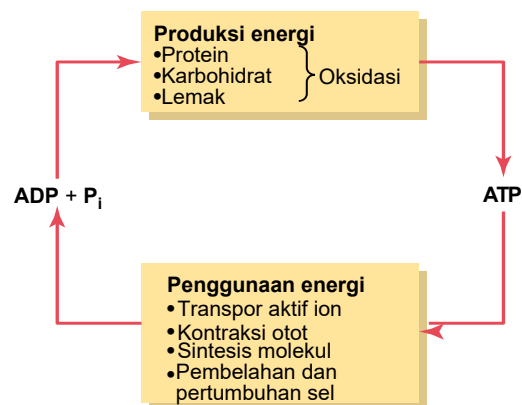 Produksi energi
•Protein
•Karbohidrat
•Lemak
Oksidasi
ADP + Pi
ATP
Penggunaan energi
•Transpor aktif ion
•Kontraksi otot
•Sintesis molekul
•Pembelahan dan
pertumbuhan sel